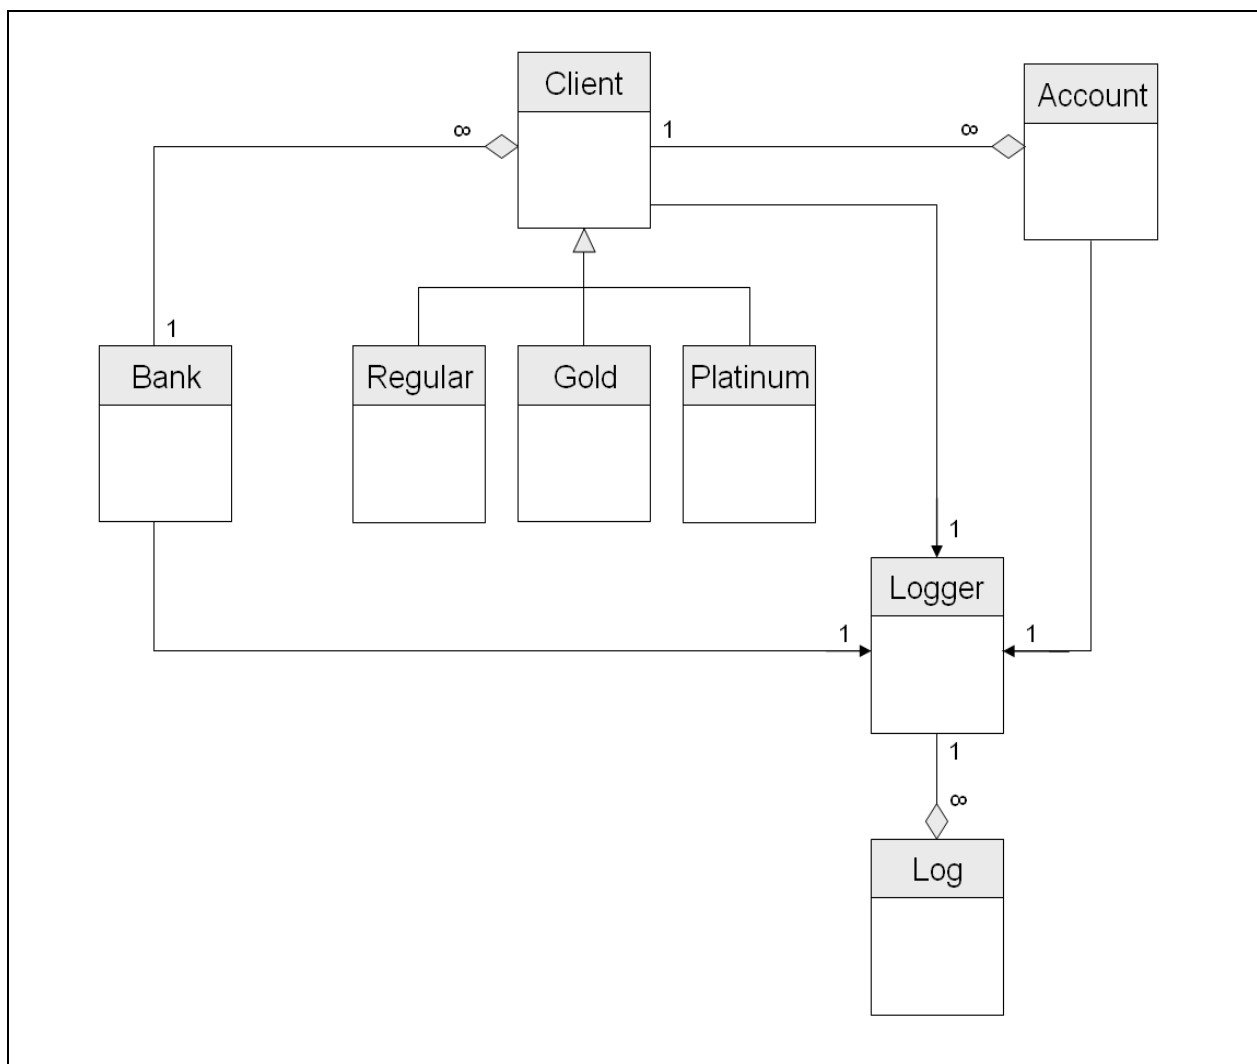 Client
Account
∞
1
∞
1
Bank
Regular
Gold
Platinum
1
Logger
1
1
1
∞
Log